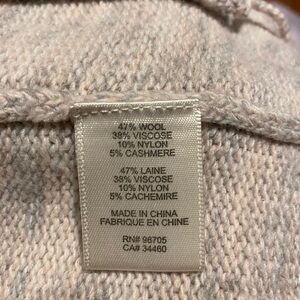 47% WOOL
38% VISCOSE
10% NYLON
5% CASHMERE
47% LAINE
38% VISCOSE
10% NYLON
5% CACHEMIRE
MADE IN CHINA
FABRIQUE EN CHINE
RN# 96705
CA# 34460